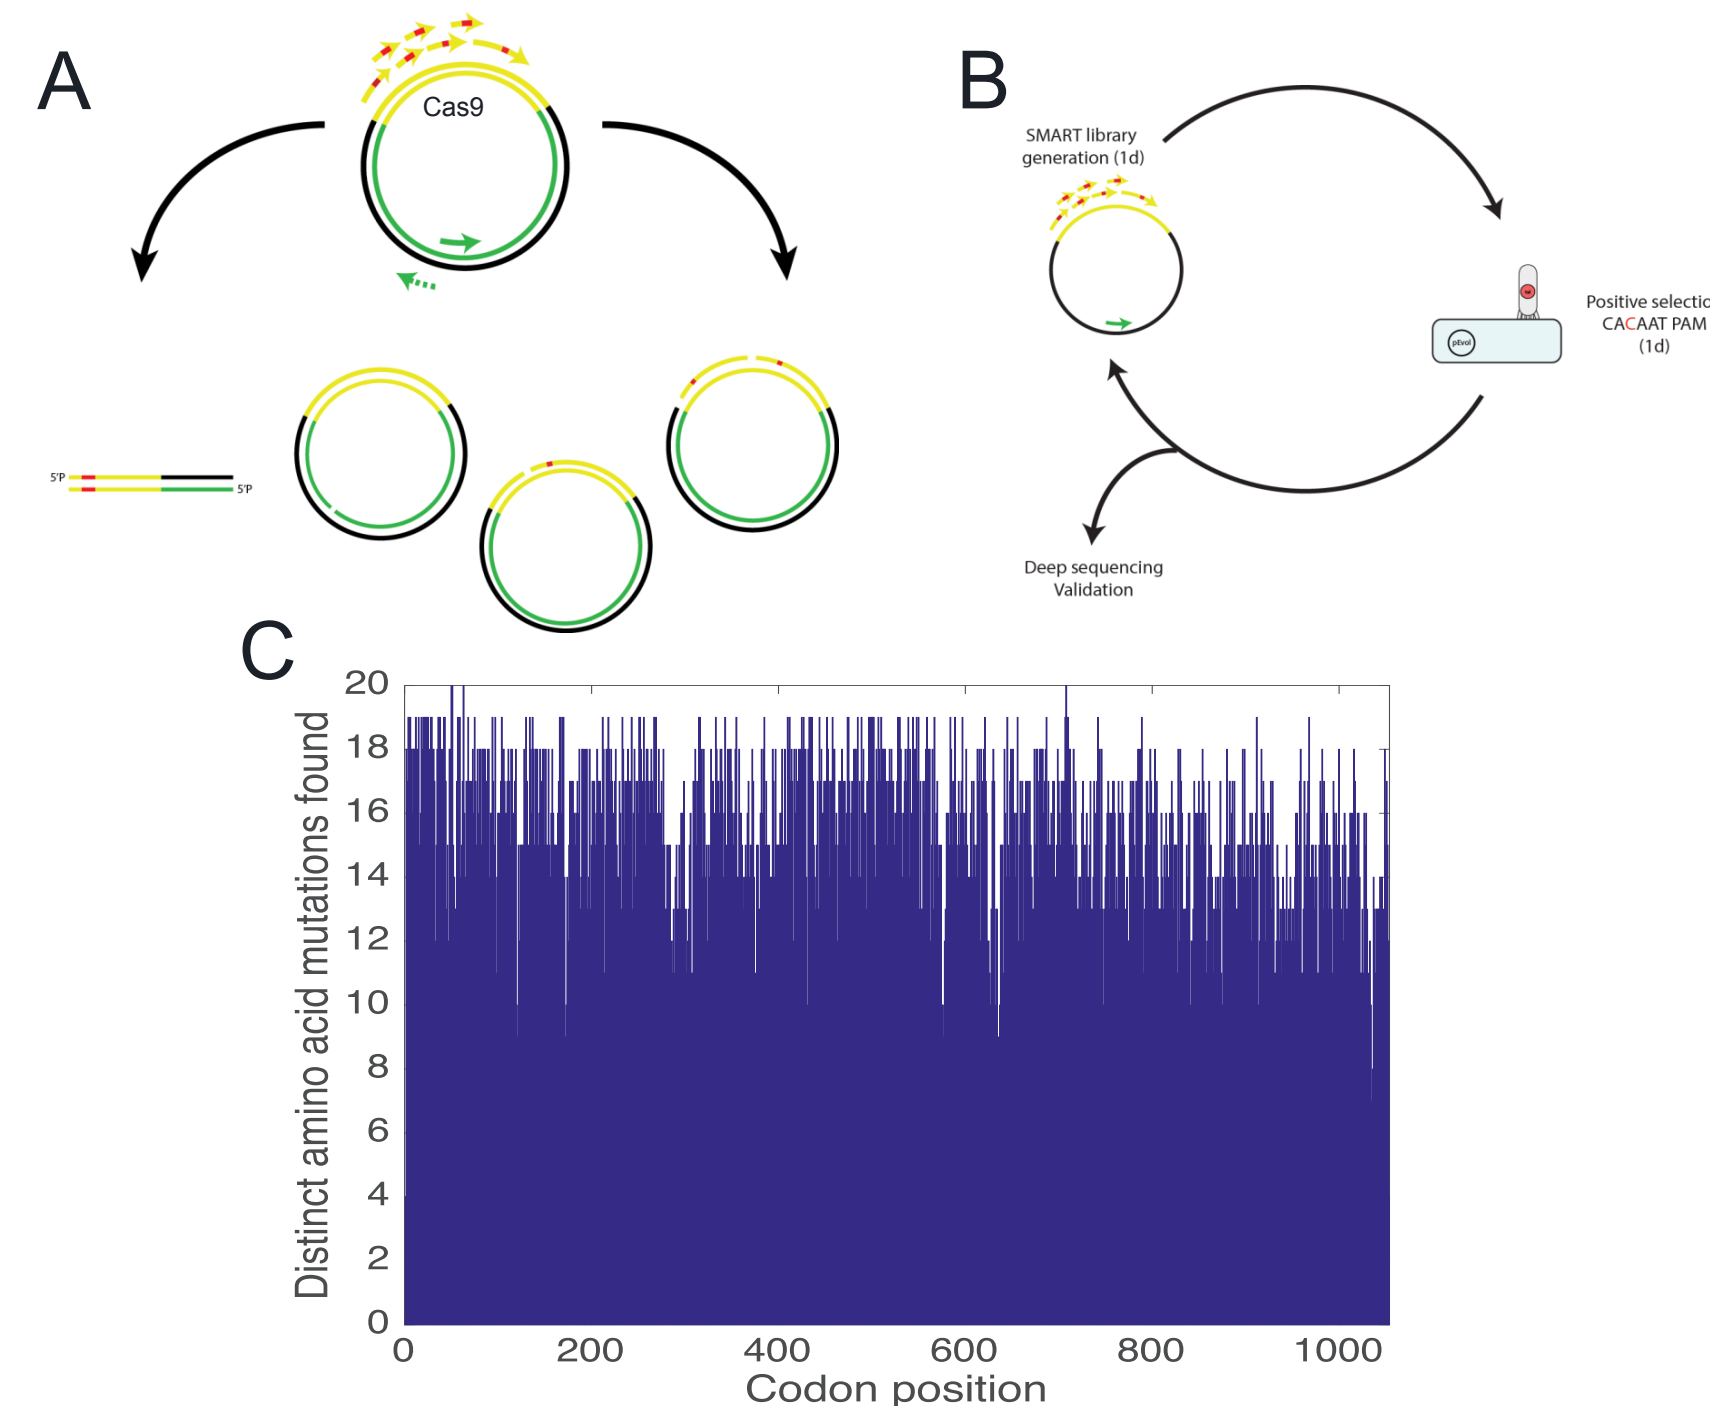 A
Cas9
5'P
5'P
B
SMART library
generation (1d)
pEvol
Positive selectio
CACAAT PAM
(1d)
Deep sequencing
Validation
C
Distinct amino acid mutations found
20
18
16
14
12
10
8
6
4
2
0
0 200 400 600 800 1000
Codon position